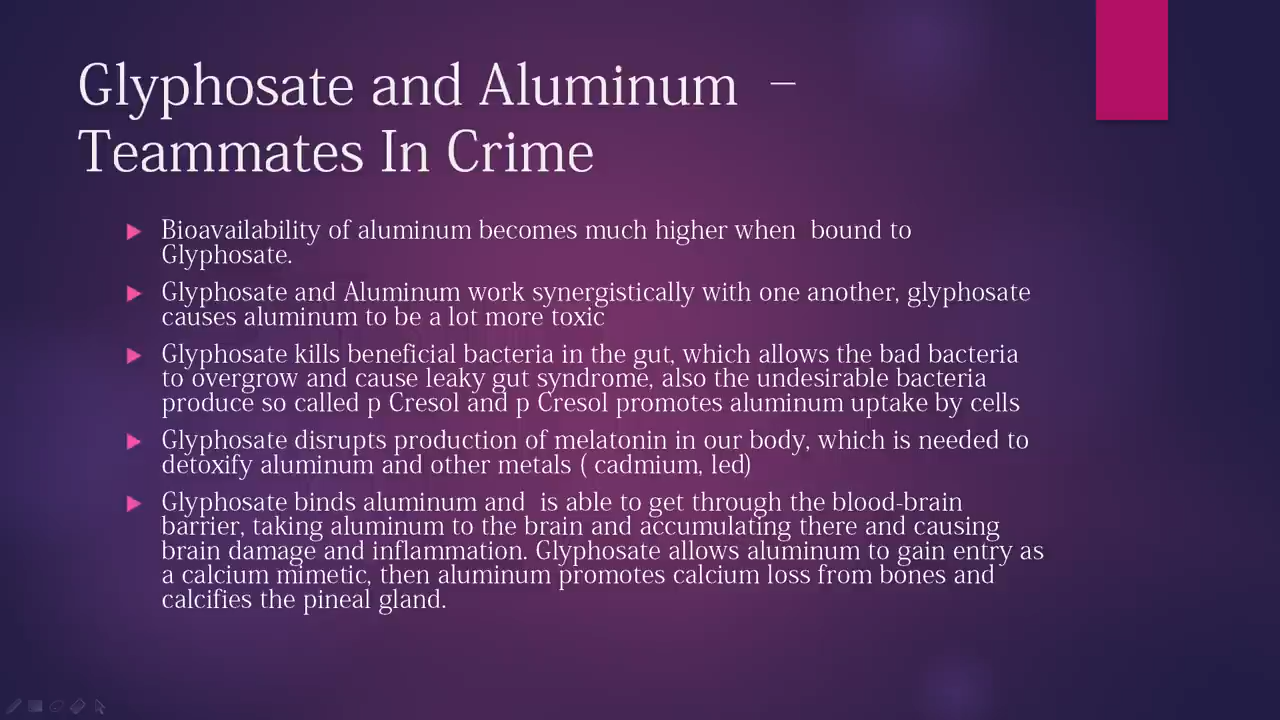 Glyphosate and Aluminum –
Teammates In Crime
Bioavailability of aluminum becomes much higher when bound to
Glyphosate.
Glyphosate and Aluminum work synergistically with one another, glyphosate
causes aluminum to be a lot more toxic
Glyphosate kills beneficial bacteria in the gut, which allows the bad bacteria
to overgrow and cause leaky gut syndrome, also the undesirable bacteria
produce so called p Cresol and p Cresol promotes aluminum uptake by cells
Glyphosate disrupts production of melatonin in our body, which is needed to
detoxify aluminum and other metals ( cadmium, led)
Glyphosate binds aluminum and is able to get through the blood-brain
barrier, taking aluminum to the brain and accumulating there and causing
brain damage and inflammation. Glyphosate allows aluminum to gain entry as
a calcium mimetic, then aluminum promotes calcium loss from bones and
calcifies the pineal gland.